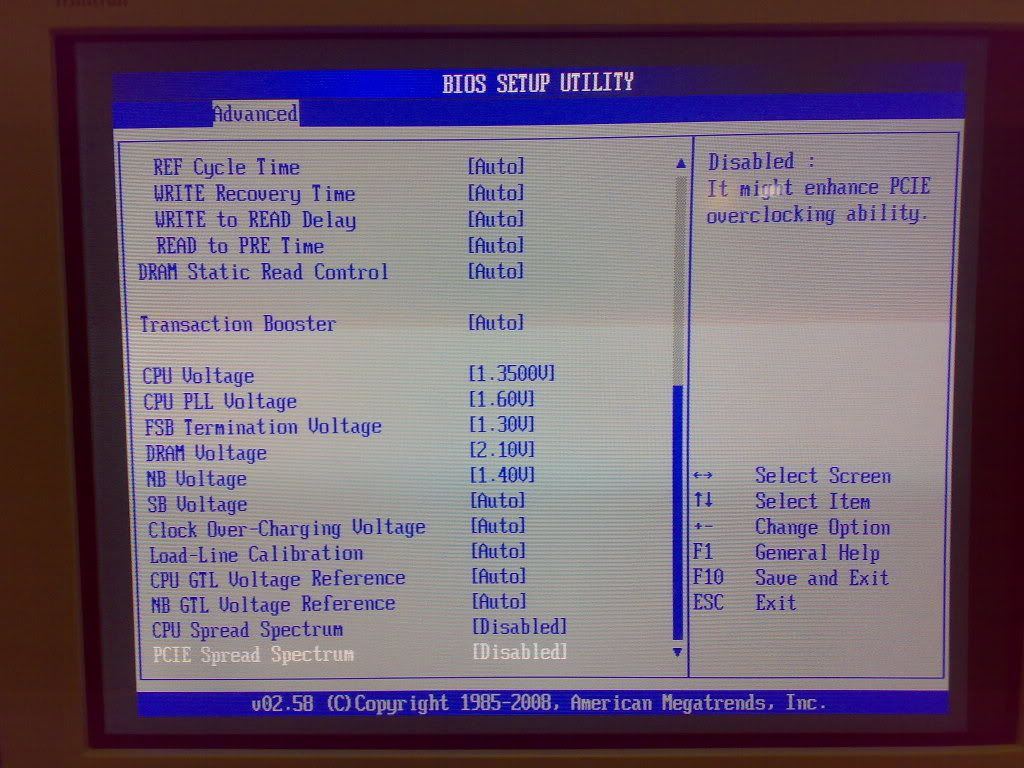 BIOS SETUP UTILITY
Advanced
REF Cycle Time [Auto]
WRITE Recovery Time [Auto]
WRITE to READ Delay [Auto]
READ to PRE Time [Auto]
DRAM Static Read Control [Auto]
Transaction Booster [Auto]
CPU Voltage [1.3500V]
CPU PLL Voltage [1.60V]
FSB Termination Voltage [1.30V]
DRAM Voltage [2.10V]
NB Voltage [1.40V]
SB Voltage [Auto]
Clock Over-Charging Voltage [Auto]
Load-Line Calibration [Auto]
CPU GTL Voltage Reference [Auto]
NB GTL Voltage Reference [Auto]
CPU Spread Spectrum [Disabled]
PCIE Spread Spectrum [Disabled]
Disabled :
It might enhance PCIE
overclocking ability.
↔ Select Screen
↑↓ Select Item
+- Change Option
F1 General Help
F10 Save and Exit
ESC Exit
v02.58 (C)Copyright 1985-2008, American Megatrends, Inc.